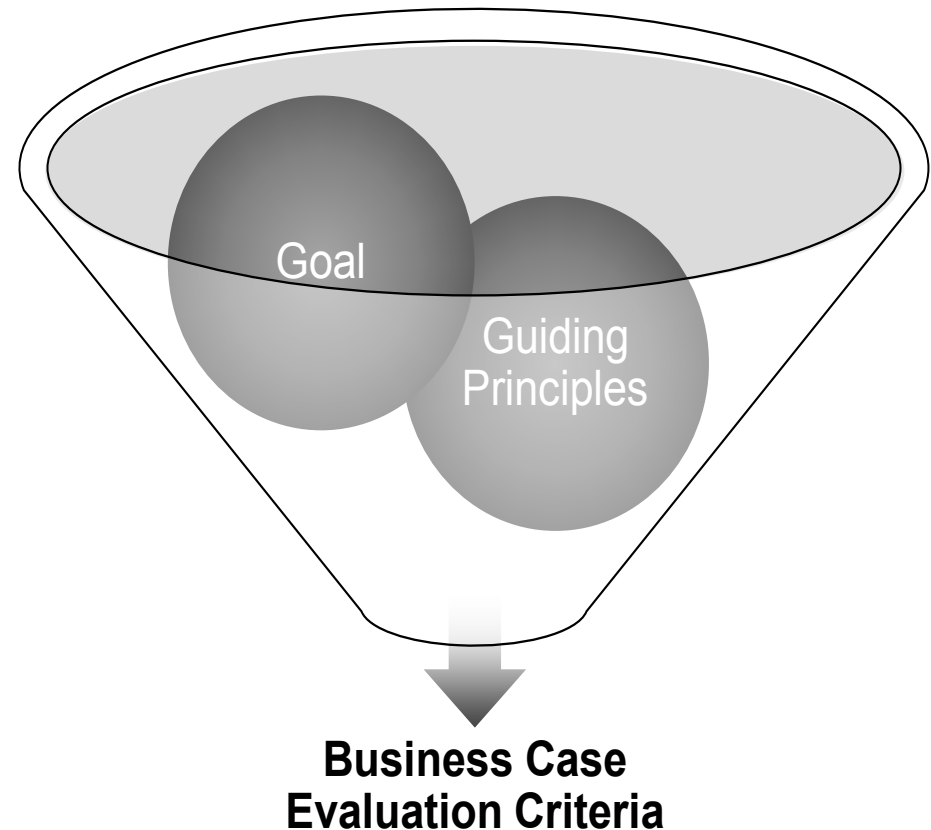 Goal
Guiding
Principles
Business Case
Evaluation Criteria